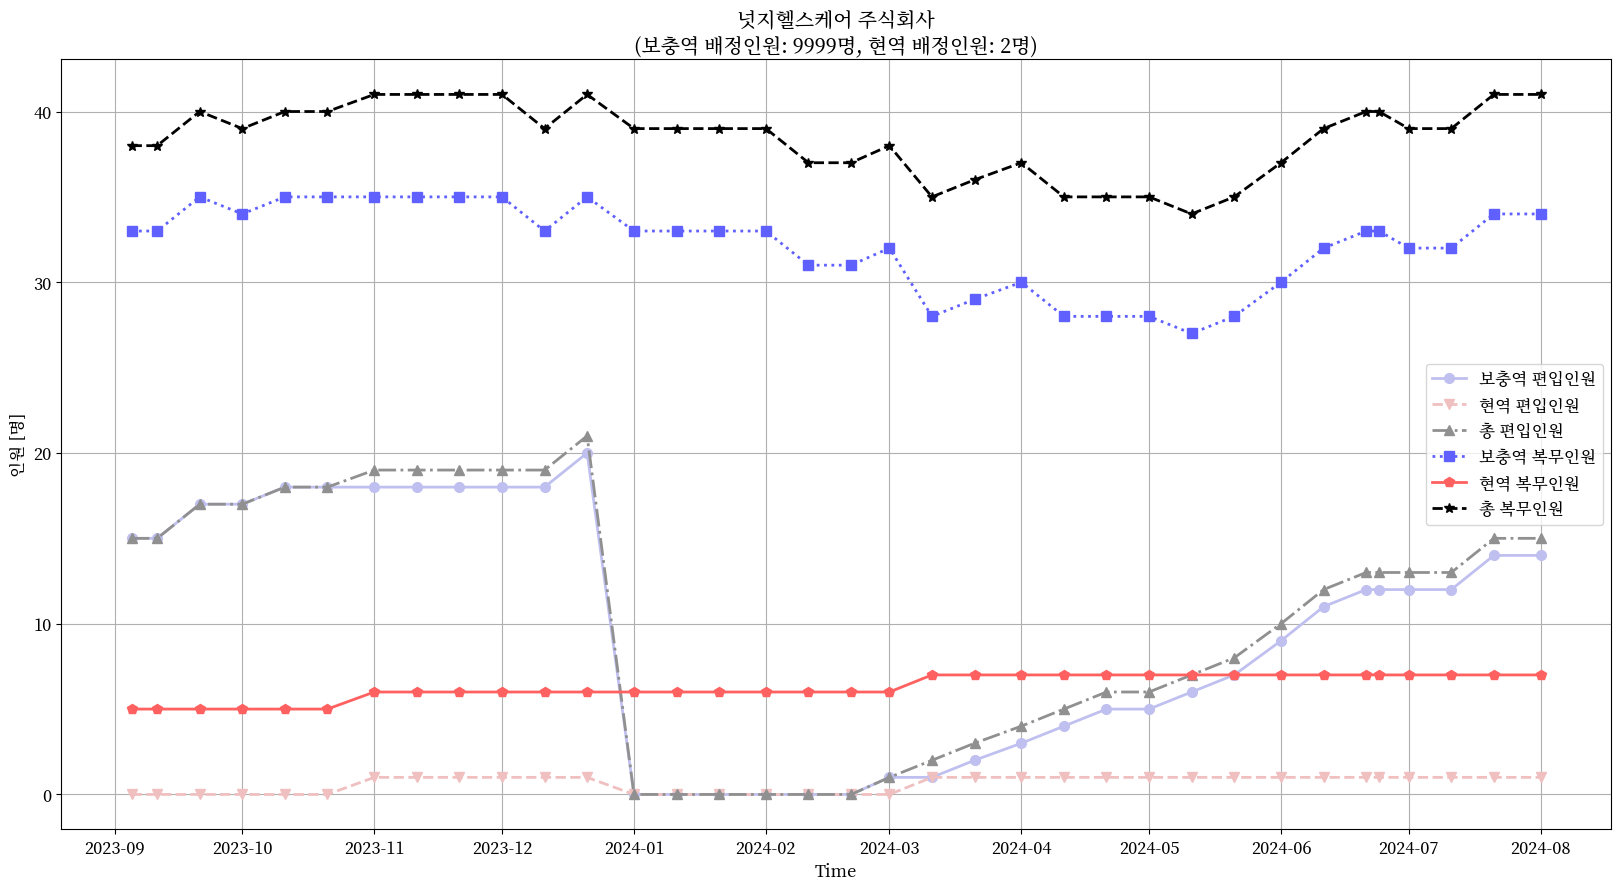 넛지헬스케어 주식회사
(보충역 배정인원: 9999명, 현역 배정인원: 2명)
인원 [명]
40
30
20
10
0
보충역 편입인원
현역 편입인원
총 편입인원
보충역 복무인원
현역 복무인원
총 복무인원
2023-09 2023-10 2023-11 2023-12 2024-01 2024-02 2024-03 2024-04 2024-05 2024-06 2024-07 2024-08
Time